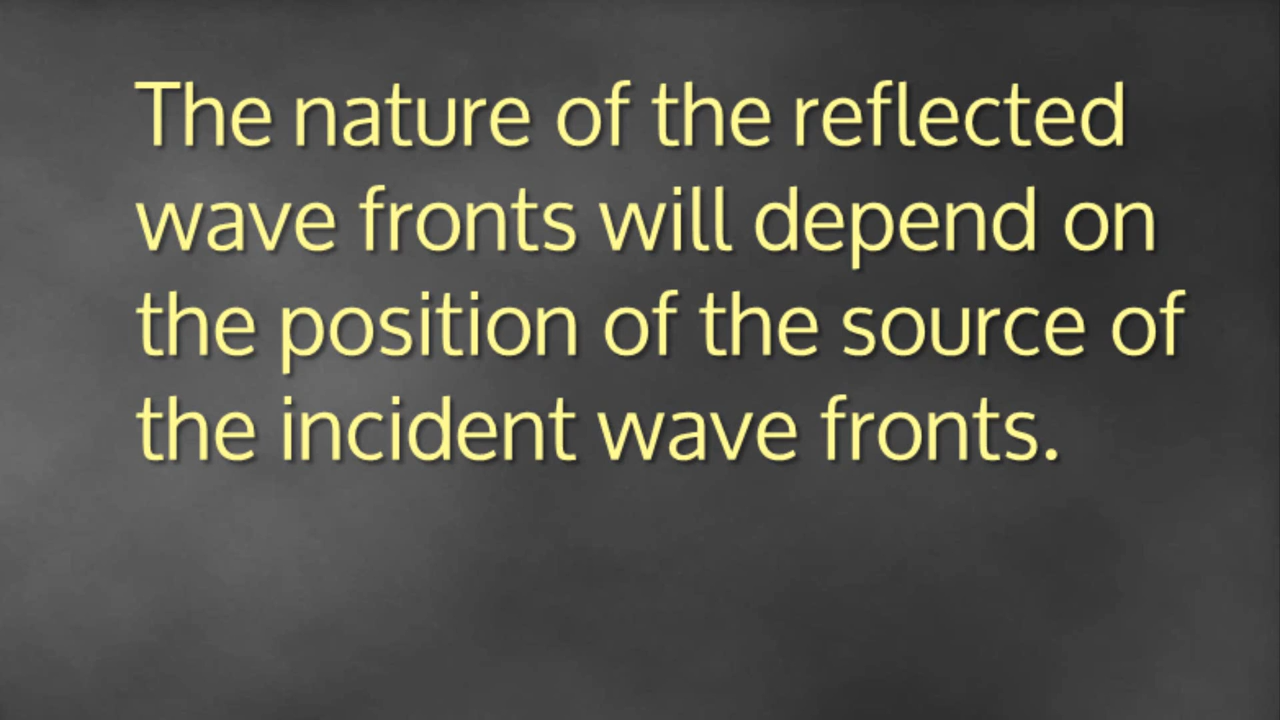 The nature of the reflected
wave fronts will depend on
the position of the source of
the incident wave fronts.